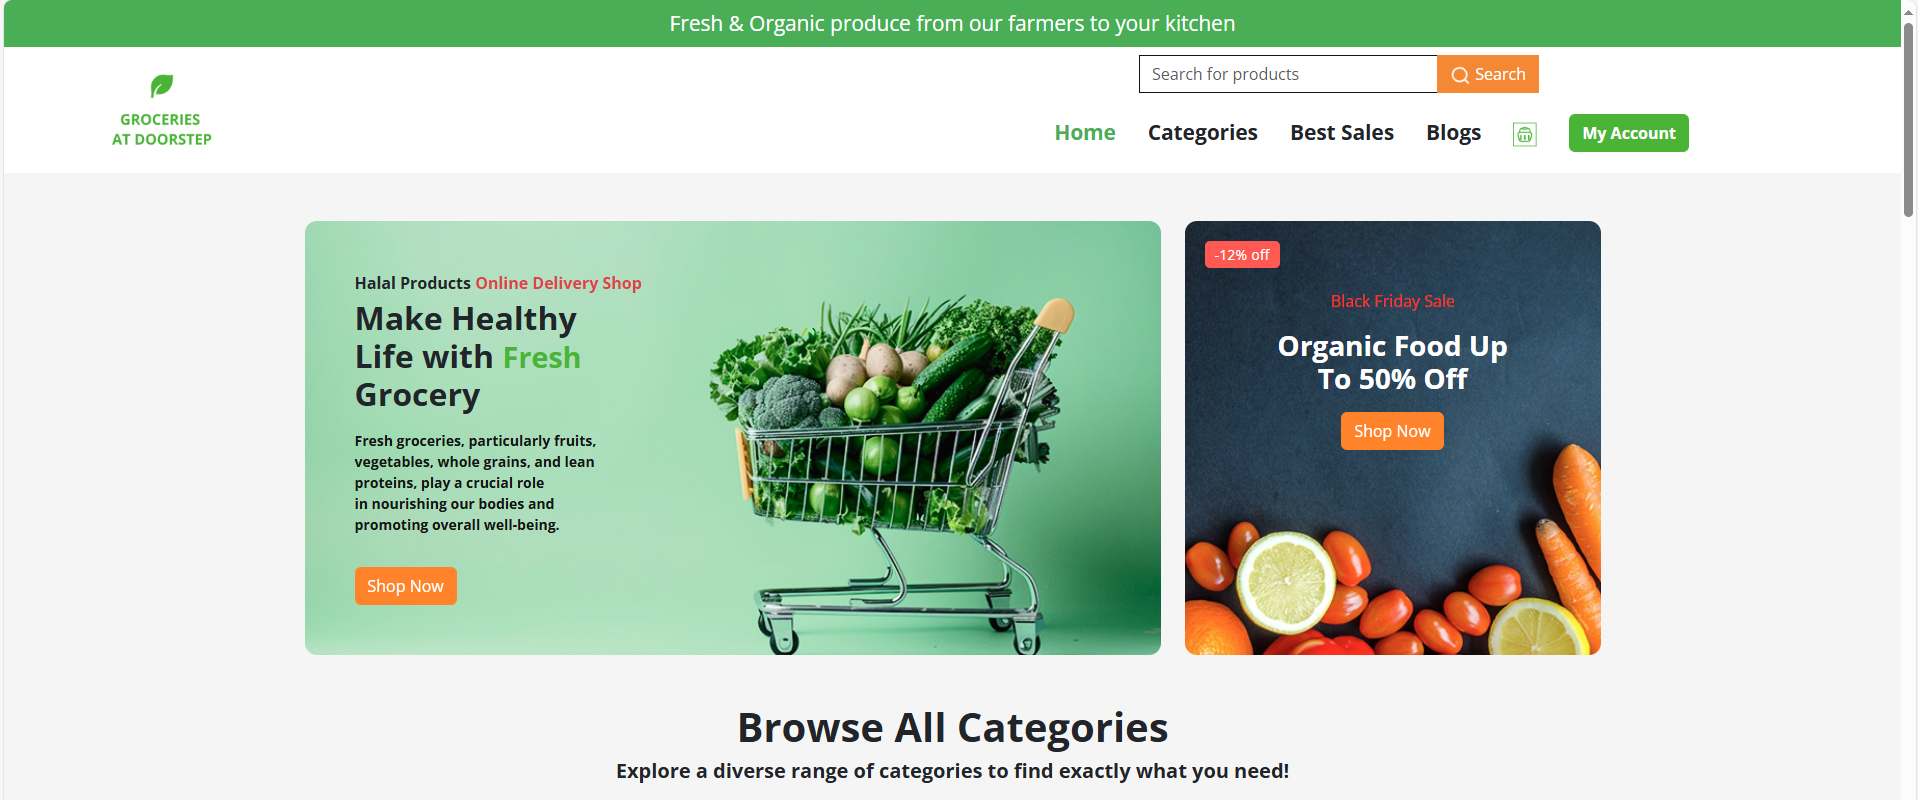 Fresh & Organic produce from our farmers to your kitchen
Search for products
Search
GROCERIES
AT DOORSTEP
Home
Categories
Best Sales
Blogs
My Account
Halal Products Online Delivery Shop
Make Healthy
Life with Fresh
Grocery
Fresh groceries, particularly fruits,
vegetables, whole grains, and lean
proteins, play a crucial role
in nourishing our bodies and
promoting overall well-being.
Shop Now
-12% off
Black Friday Sale
Organic Food Up
To 50% Off
Shop Now
Browse All Categories
Explore a diverse range of categories to find exactly what you need!